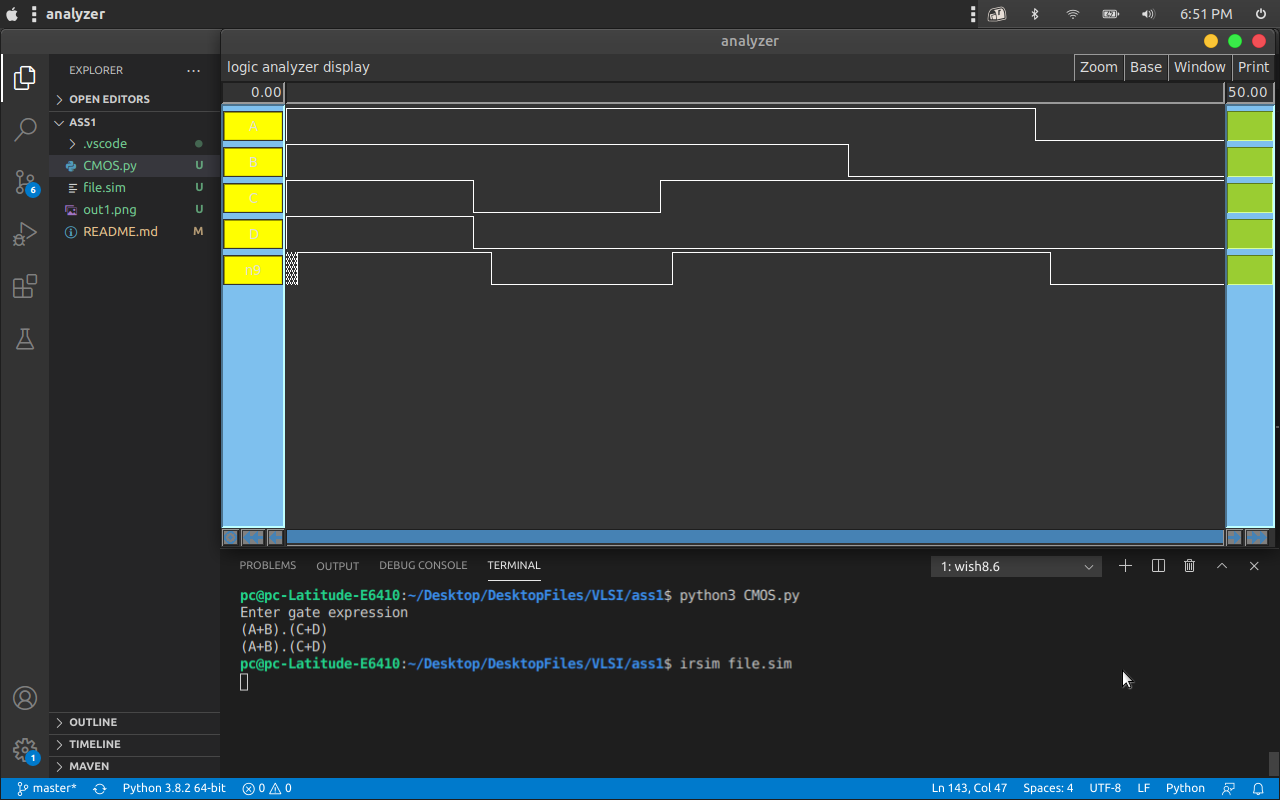 analyzer
6:51 PM
analyzer
logic analyzer display
Zoom Base Window Print
0.00 50.00
A
B
C
D
EXPLORER
OPEN EDITORS
ASS1
.vscode
CMOS.py U
file.sim U
out1.png U
README.md M
6
PROBLEMS OUTPUT DEBUG CONSOLE TERMINAL
1: wish8.6
pc@pc-Latitude-E6410:~/Desktop/DesktopFiles/VLSI/ass1$ python3 CMOS.py
Enter gate expression
(A+B).(C+D)
(A+B).(C+D)
pc@pc-Latitude-E6410:~/Desktop/DesktopFiles/VLSI/ass1$ irsim file.sim
OUTLINE
TIMELINE
MAVEN
1
master* Python 3.8.2 64-bit 0 0 Ln 143, Col 47 Spaces: 4 UTF-8 LF Python